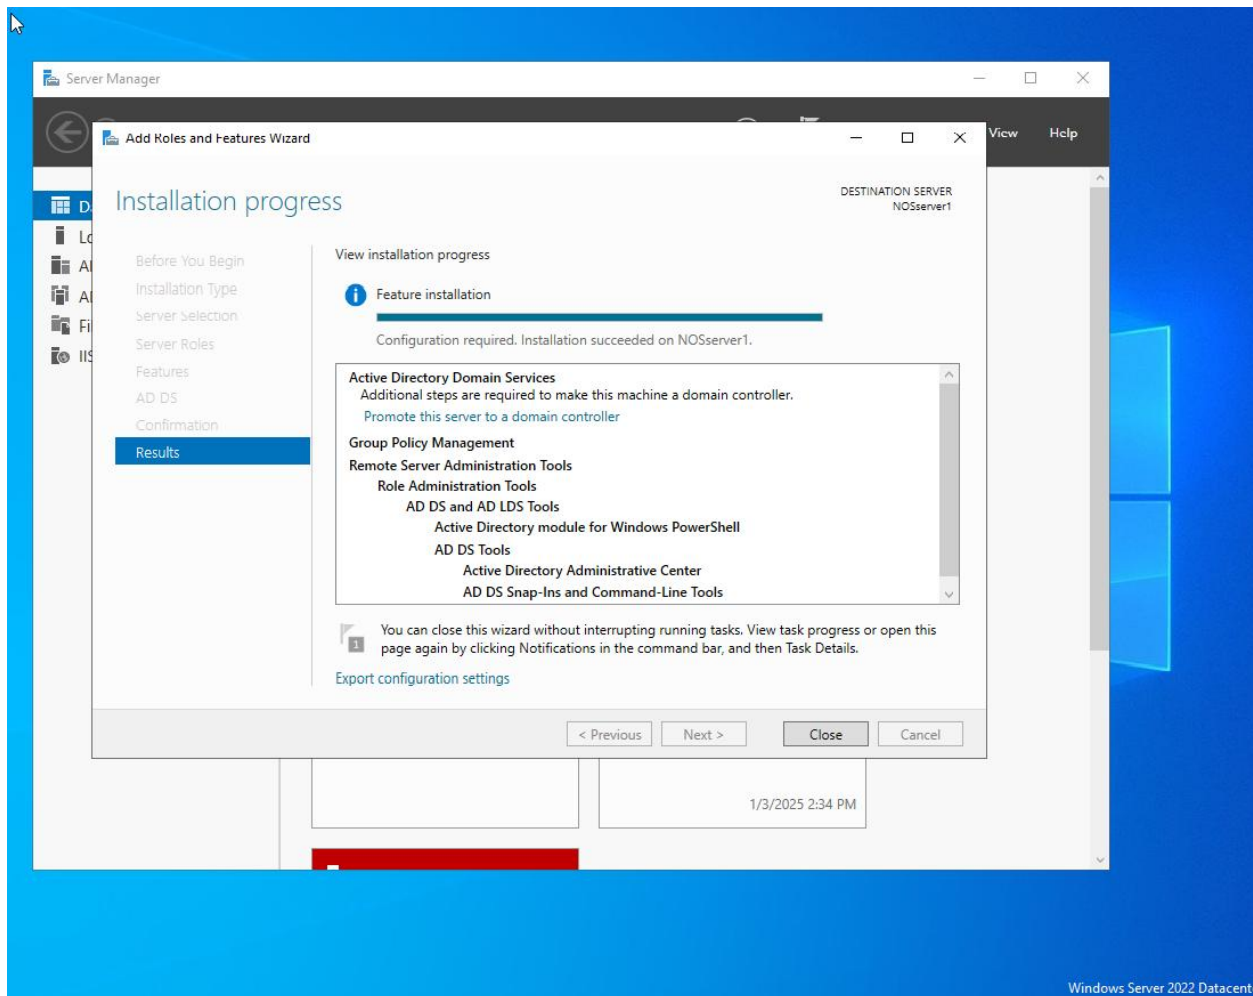 Server Manager
View Help
Add Roles and Features Wizard
Installation progress
DESTINATION SERVER
NOSserver1
Before You Begin
Installation Type
Server Selection
Server Roles
Features
AD DS
Confirmation
Results
View installation progress
Feature installation
Configuration required. Installation succeeded on NOSserver1.
Active Directory Domain Services
Additional steps are required to make this machine a domain controller.
Promote this server to a domain controller
Group Policy Management
Remote Server Administration Tools
Role Administration Tools
AD DS and AD LDS Tools
Active Directory module for Windows PowerShell
AD DS Tools
Active Directory Administrative Center
AD DS Snap-Ins and Command-Line Tools
1
You can close this wizard without interrupting running tasks. View task progress or open this
page again by clicking Notifications in the command bar, and then Task Details.
Export configuration settings
< Previous Next > Close Cancel
IIS
1/3/2025 2:34 PM
Windows Server 2022